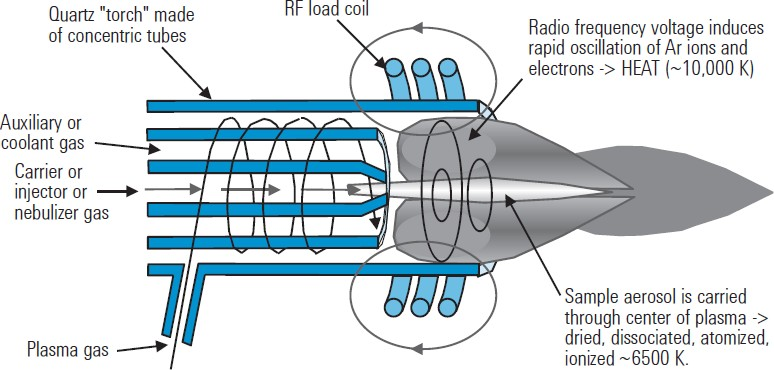 Quartz "torch" made
of concentric tubes
RF load coil
Radio frequency voltage induces
rapid oscillation of Ar ions and
electrons -> HEAT (~10,000 K)
Auxiliary or
coolant gas
Carrier or
injector or
nebulizer gas
Plasma gas
Sample aerosol is carried
through center of plasma ->
dried, dissociated, atomized,
ionized ~6500 K.